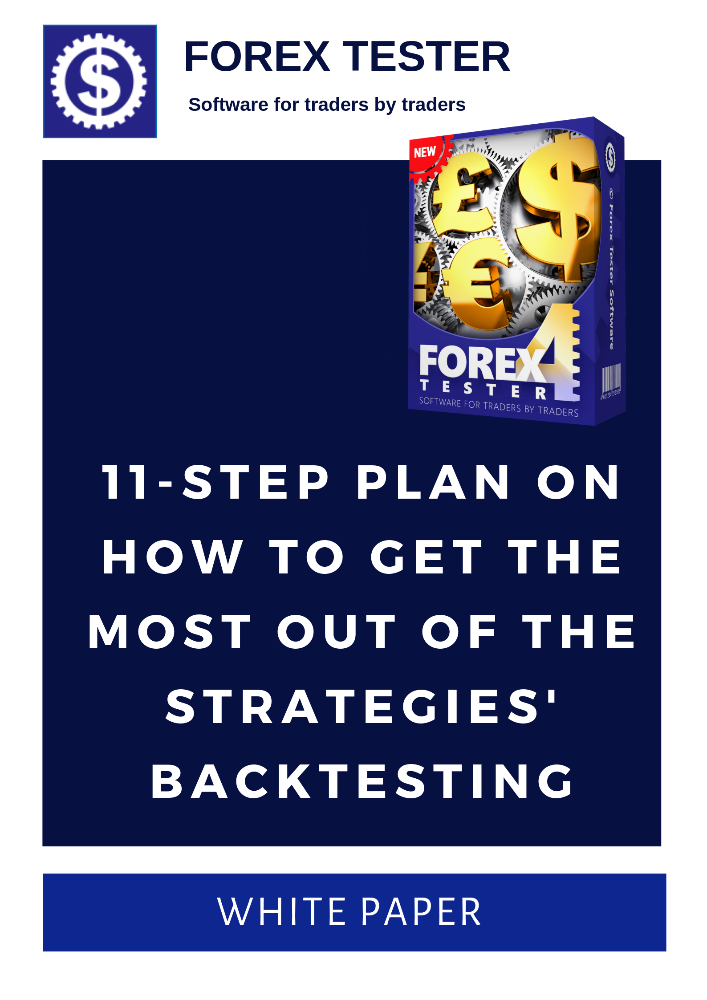 FOREX TESTER
Software for traders by traders
NEW
© Forex Tester Software
FOREX 4
TESTER
SOFTWARE FOR TRADERS BY TRADERS
11-STEP PLAN ON
HOW TO GET THE
MOST OUT OF THE
STRATEGIES'
BACKTESTING
WHITE PAPER